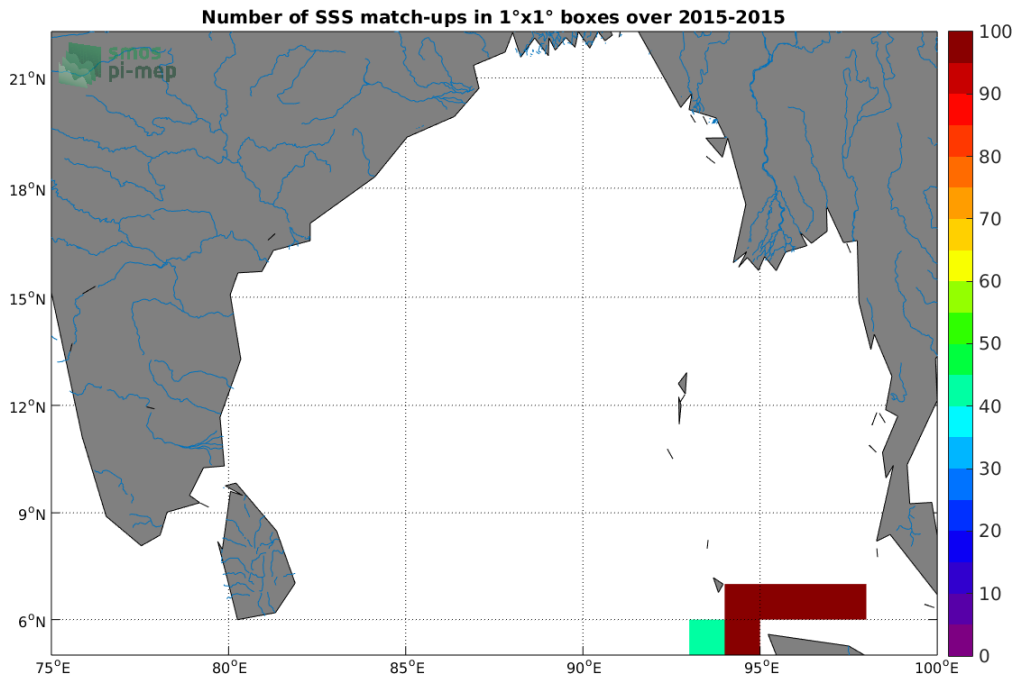 Number of SSS match-ups in 1°x1° boxes over 2015-2015
smos
pi-mep
21°N
18°N
15°N
12°N
9°N
6°N
75°E
80°E
85°E
90°E
95°E
100°E
100
90
80
70
60
50
40
30
20
10
0